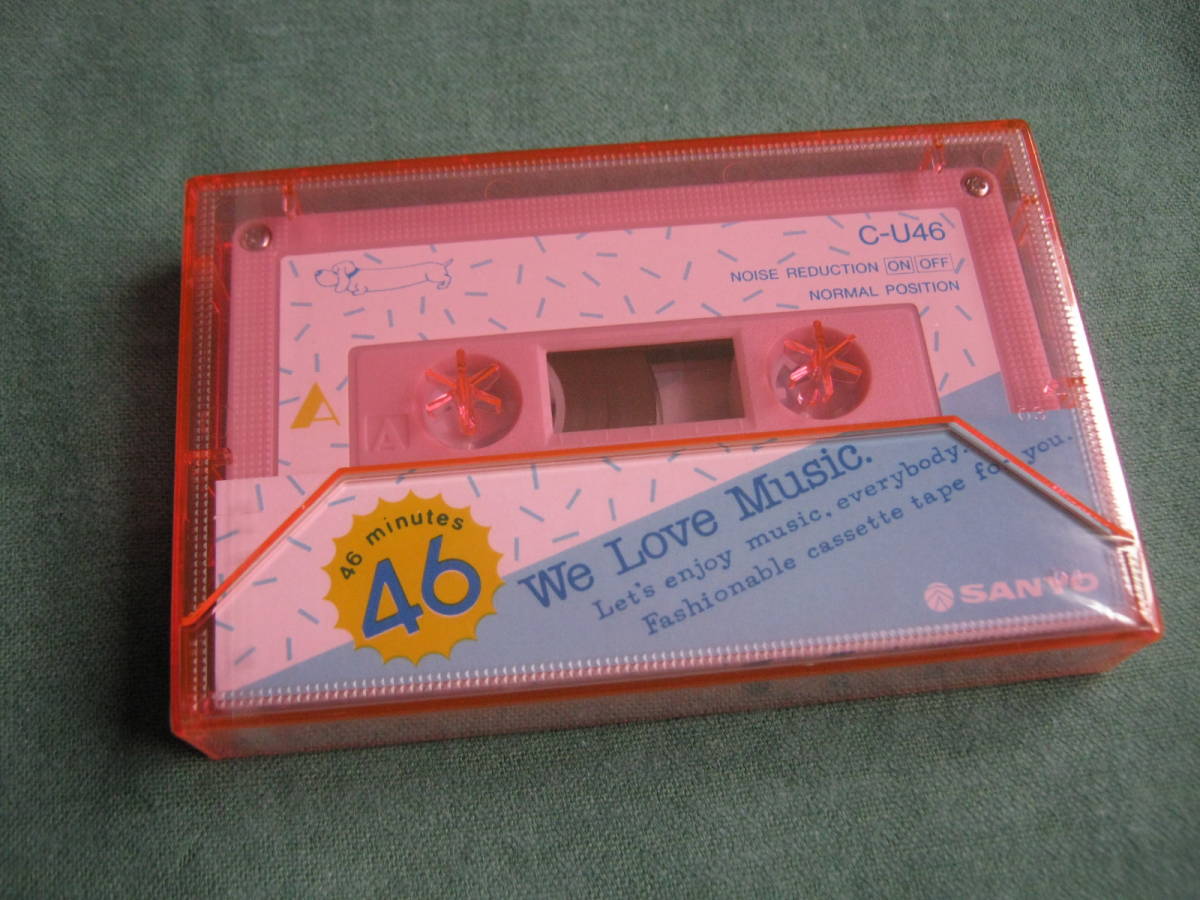 C-U46
NOISE REDUCTION ON OFF
NORMAL POSITION
A
A
46 minutes
46
We Love Music.
Let's enjoy music. everybody.
Fashionable cassette tape for you.
SANYO